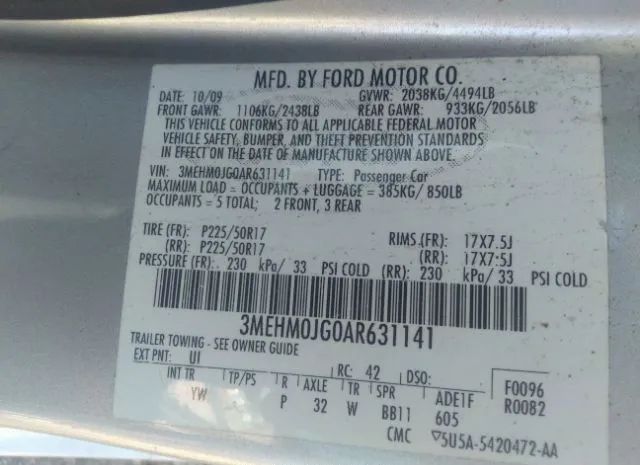 MFD. BY FORD MOTOR CO.
DATE: 10/09 GVWR: 2038KG/4494LB
FRONT GAWR: 1106KG/2438LB REAR GAWR: 933KG/2056LB
THIS VEHICLE CONFORMS TO ALL APPLICABLE FEDERAL MOTOR
VEHICLE SAFETY, BUMPER, AND THEFT PREVENTION STANDARDS
IN EFFECT ON THE DATE OF MANUFACTURE SHOWN ABOVE.
VIN: 3MEHM0JG0AR631141 TYPE: Passenger Car
MAXIMUM LOAD = OCCUPANTS + LUGGAGE = 385KG/ 850LB
OCCUPANTS = 5 TOTAL; 2 FRONT, 3 REAR
TIRE (FR): P225/50R17 RIMS.(FR): 17X7.5J
(RR): P225/50R17 (RR): 17X7.5J
PRESSURE (FR): 230 kPa/ 33 PSI COLD (RR): 230 kPa/ 33 PSI COLD
3MEHM0JG0AR631141
TRAILER TOWING - SEE OWNER GUIDE
EXT PNT: UI RC: 42 DSO:
INT TR TP/PS R AXLE TR SPR
YW P 32 W BB11 ADE1F 605
F0096
R0082
CMC ▽5U5A-5420472-AA